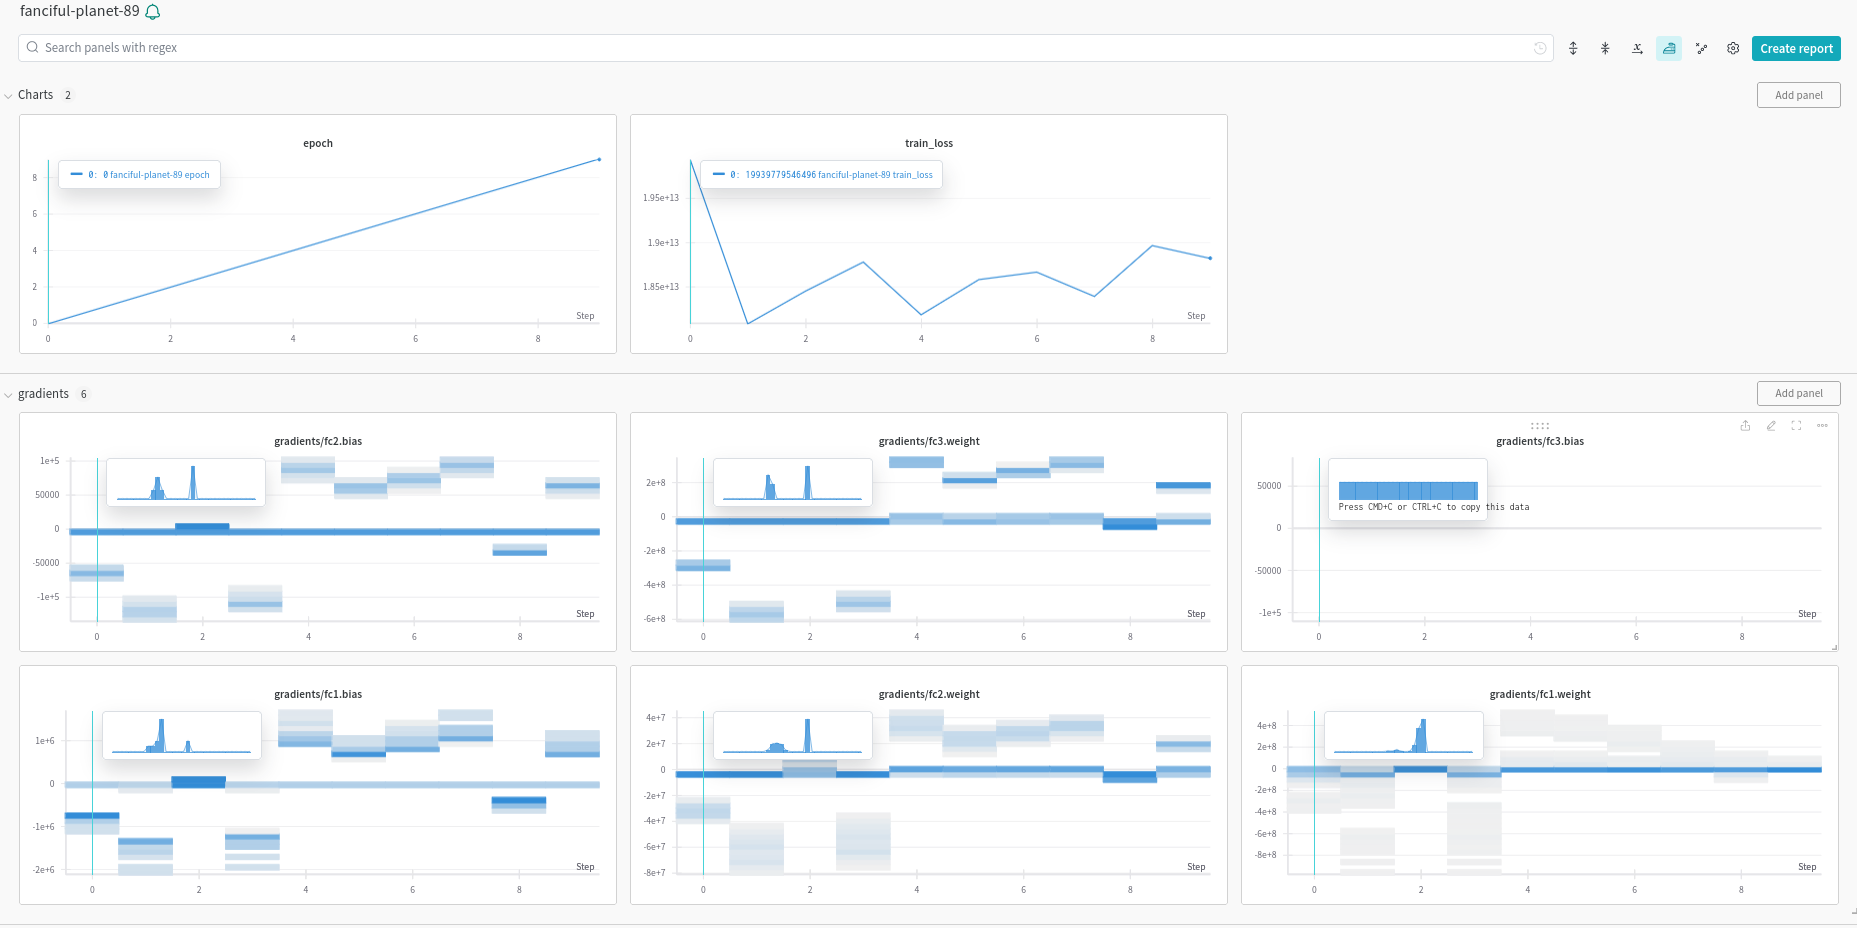 fanciful-planet-89
Search panels with regex
Create report
Charts 2
Add panel
epoch
0: 0 fanciful-planet-89 epoch
8
6
4
2
0
Step
0 2 4 6 8
train_loss
0: 19939779546496 fanciful-planet-89 train_loss
1.95e+13
1.9e+13
1.85e+13
Step
0 2 4 6 8
gradients 6
Add panel
gradients/fc2.bias
1e+5
50000
0
-50000
-1e+5
Step
0 2 4 6 8
gradients/fc3.weight
2e+8
0
-2e+8
-4e+8
-6e+8
Step
0 2 4 6 8
gradients/fc3.bias
Press CMD+C or CTRL+C to copy this data
50000
0
-50000
-1e+5
Step
0 2 4 6 8
gradients/fc1.bias
1e+6
0
-1e+6
-2e+6
Step
0 2 4 6 8
gradients/fc2.weight
4e+7
2e+7
0
-2e+7
-4e+7
-6e+7
-8e+7
Step
0 2 4 6 8
gradients/fc1.weight
4e+8
2e+8
0
-2e+8
-4e+8
-6e+8
-8e+8
Step
0 2 4 6 8